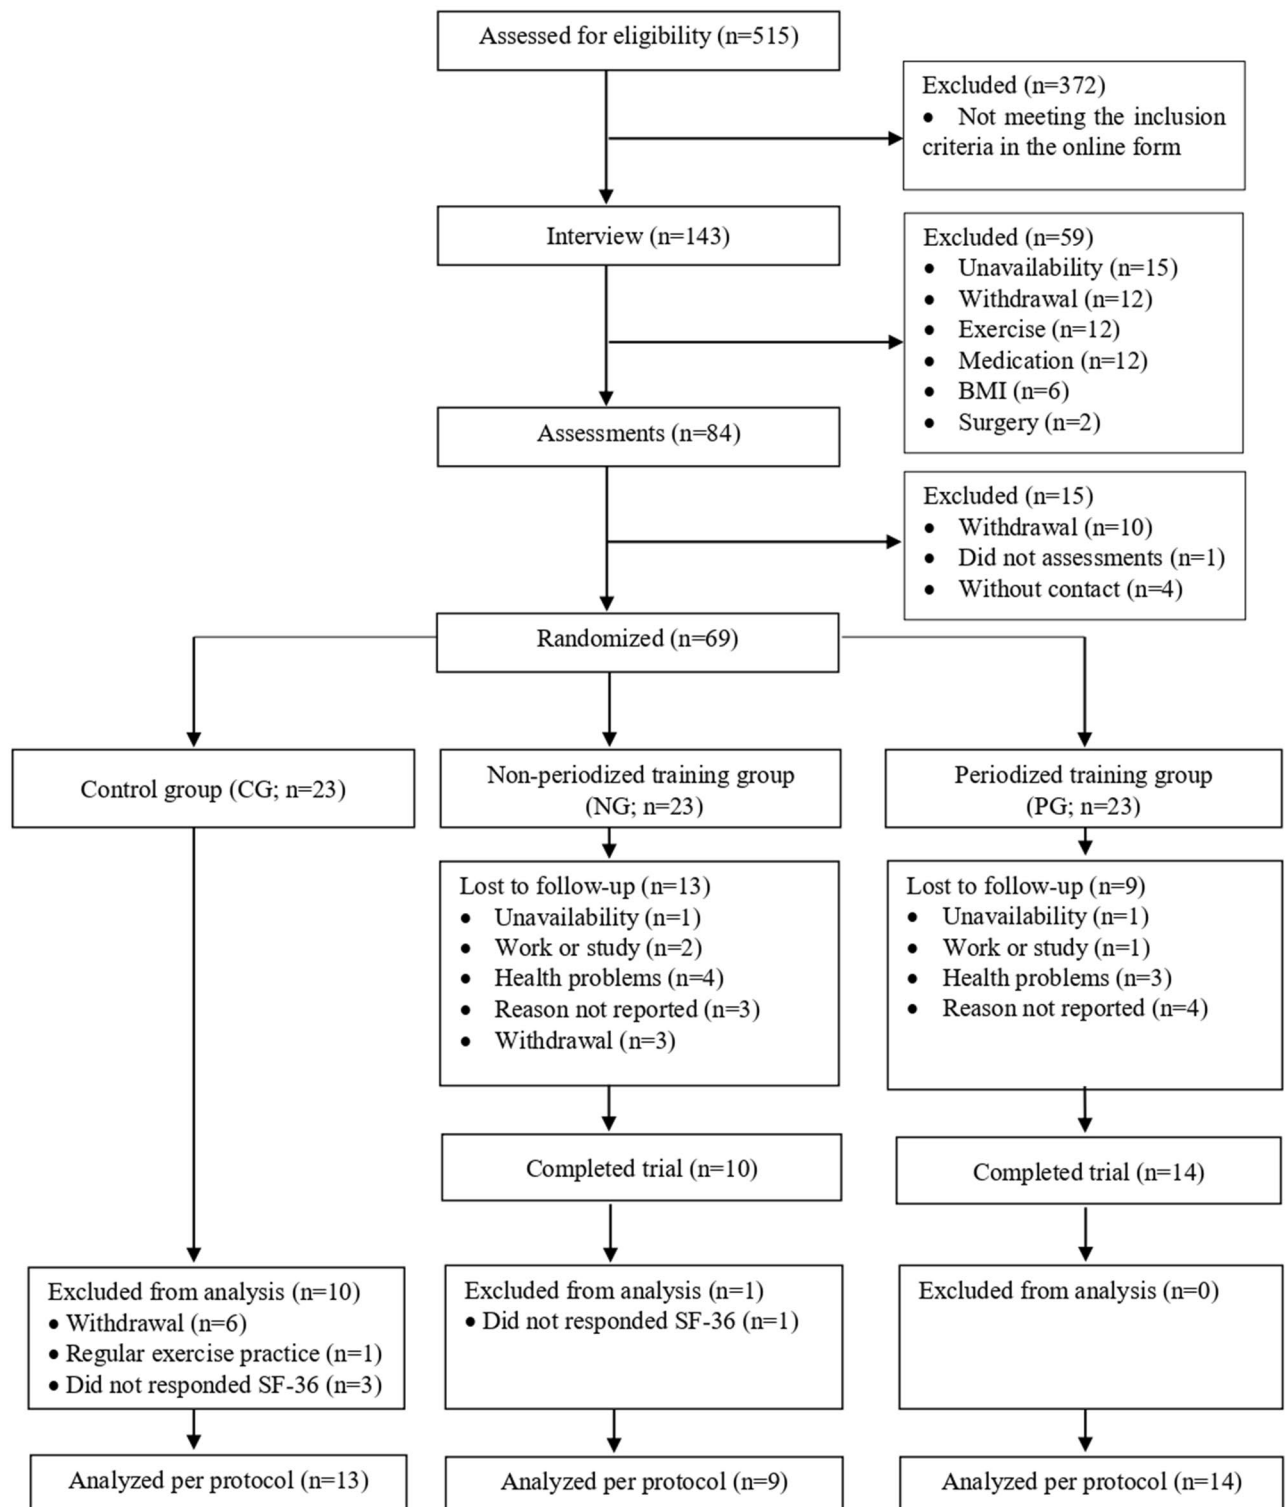 Assessed for eligibility (n=515)
Excluded (n=372)
• Not meeting the inclusion
criteria in the online form
Interview (n=143)
Excluded (n=59)
• Unavailability (n=15)
• Withdrawal (n=12)
• Exercise (n=12)
• Medication (n=12)
• BMI (n=6)
• Surgery (n=2)
Assessments (n=84)
Excluded (n=15)
• Withdrawal (n=10)
• Did not assessments (n=1)
• Without contact (n=4)
Randomized (n=69)
Control group (CG; n=23)
Non-periodized training group
(NG; n=23)
Periodized training group
(PG; n=23)
Lost to follow-up (n=13)
• Unavailability (n=1)
• Work or study (n=2)
• Health problems (n=4)
• Reason not reported (n=3)
• Withdrawal (n=3)
Lost to follow-up (n=9)
• Unavailability (n=1)
• Work or study (n=1)
• Health problems (n=3)
• Reason not reported (n=4)
Completed trial (n=10)
Completed trial (n=14)
Excluded from analysis (n=10)
• Withdrawal (n=6)
• Regular exercise practice (n=1)
• Did not responded SF-36 (n=3)
Excluded from analysis (n=1)
• Did not responded SF-36 (n=1)
Excluded from analysis (n=0)
Analyzed per protocol (n=13)
Analyzed per protocol (n=9)
Analyzed per protocol (n=14)